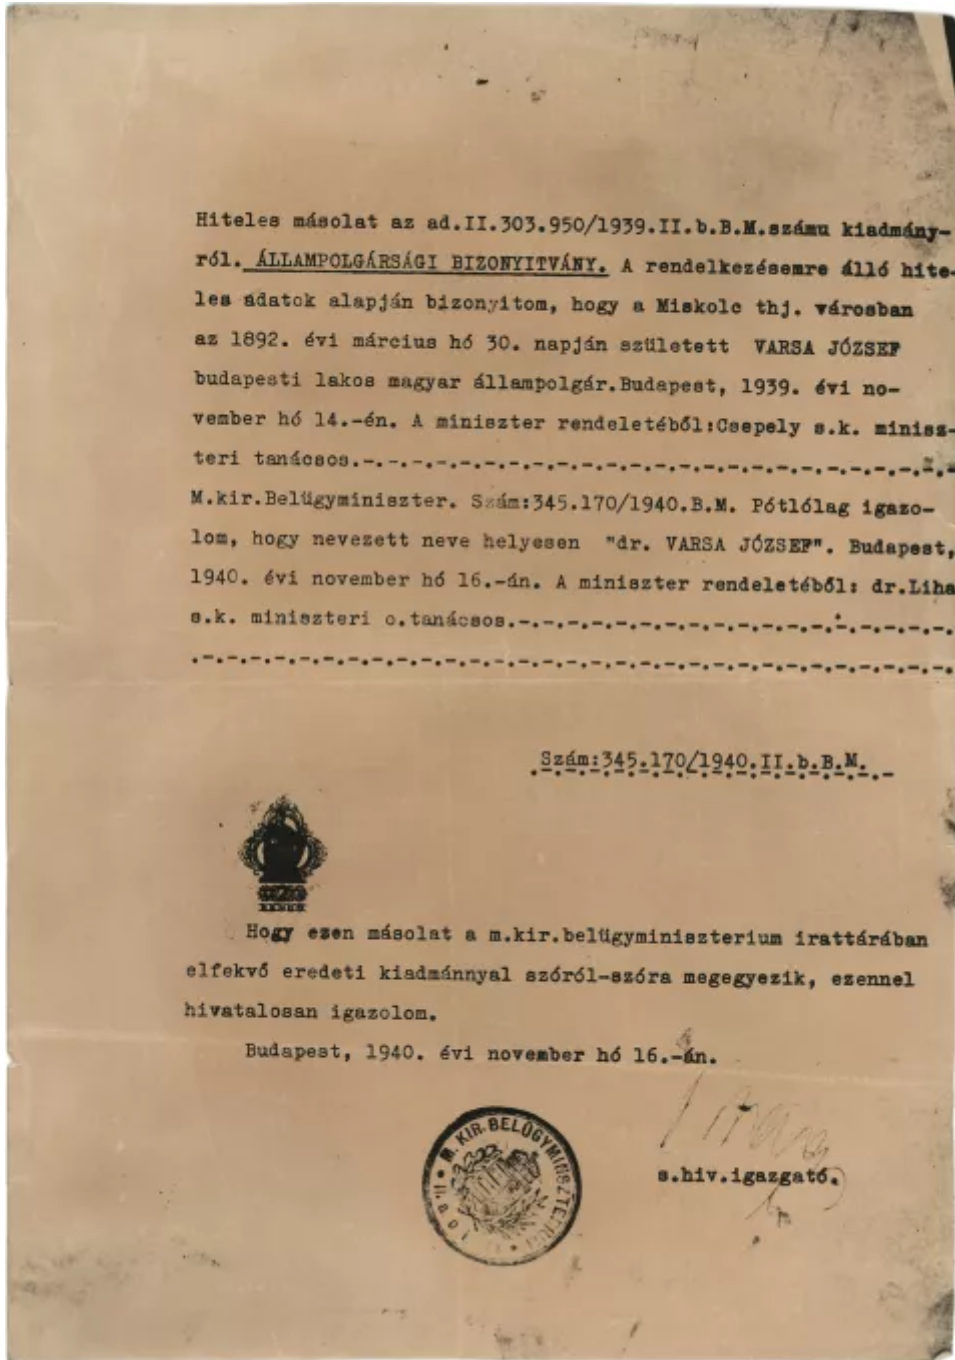 Hiteles másolat az ad.II.303.950/1939.II.b.B.M.számu kiadmány-
ról. ÁLLAMPOLGÁRSÁGI BIZONYITVÁNY. A rendelkezésemre álló hite-
les adatok alapján bizonyitom, hogy a Miskolc thj. városban
az 1892. évi március hó 30. napján született VARSA JÓZSEF
budapesti lakos magyar állampolgár.Budapest, 1939. évi no-
vember hó 14.-én. A miniszter rendeletéből:Csepely s.k. minisz-
teri tanácsos.-.-.-.-.-.-.-.-.-.-.-.-.-.-.-.-.-.-.-.-.-.-.-.-.-
M.kir.Belügyminiszter. Szám:345.170/1940.B.M. Pótlólag igazo-
lom, hogy nevezett neve helyesen "dr. VARSA JÓZSEF". Budapest,
1940. évi november hó 16.-án. A miniszter rendeletéből: dr.Liha
s.k. miniszteri o.tanácsos.-.-.-.-.-.-.-.-.-.-.-.-.-.-.-.-.-.-.
.-.-.-.-.-.-.-.-.-.-.-.-.-.-.-.-.-.-.-.-.-.-.-.-.-.-.-.-.-.-.-.
Szám:345.170/1940.II.b.B.M.
Hogy ezen másolat a m.kir.belügyminiszterium irattárában
elfekvő eredeti kiadmánnyal szóról-szóra megegyezik, ezennel
hivatalosan igazolom.
Budapest, 1940. évi november hó 16.-án.
M. KIR. BELÜGYMINISZTERIUM
s.hiv.igazgató.